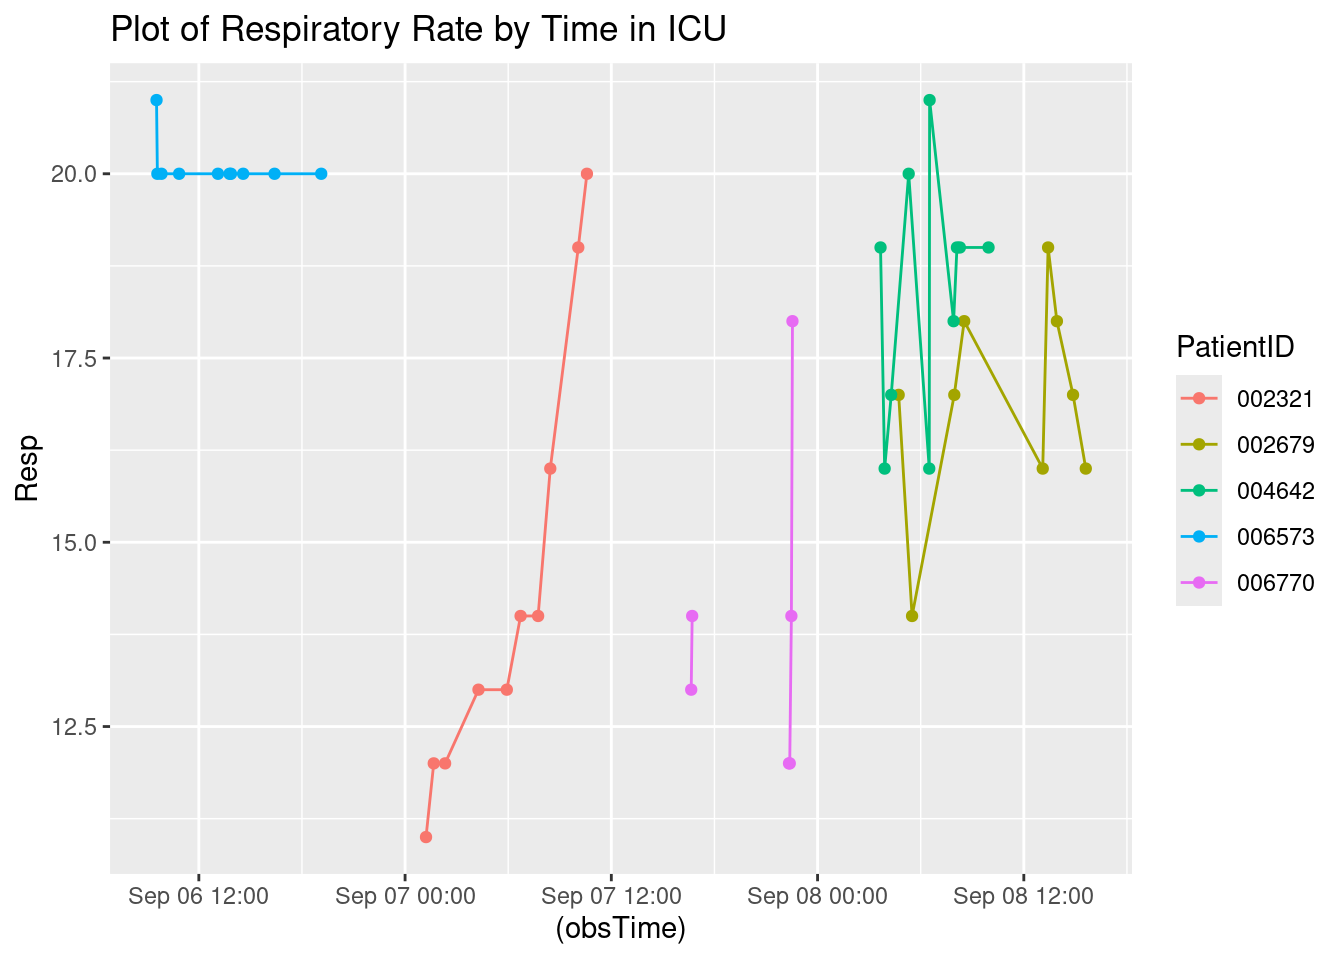 Plot of Respiratory Rate by Time in ICU
20.0
17.5
15.0
12.5
Resp
Sep 06 12:00
Sep 07 00:00
Sep 07 12:00
Sep 08 00:00
Sep 08 12:00
(obsTime)
PatientID
002321
002679
004642
006573
006770